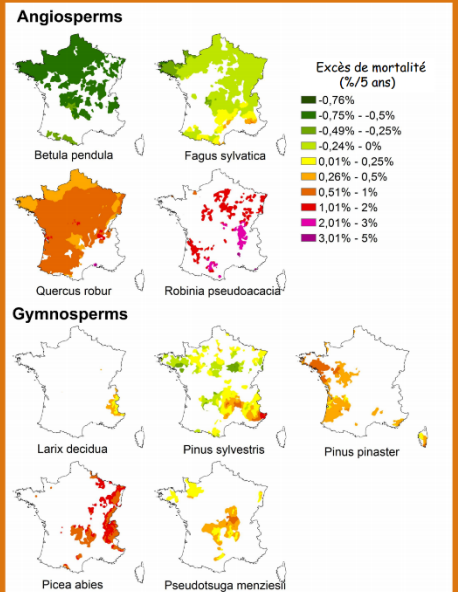 Angiosperms
Betula pendula
Fagus sylvatica
Excès de mortalité
(%/5 ans)
-0,76%
-0,75% - -0,5%
-0,49% - -0,25%
-0,24% - 0%
0,01% - 0,25%
0,26% - 0,5%
0,51% - 1%
1,01% - 2%
2,01% - 3%
3,01% - 5%
Quercus robur
Robinia pseudoacacia
Gymnosperms
Larix decidua
Pinus sylvestris
Pinus pinaster
Picea abies
Pseudotsuga menziesii